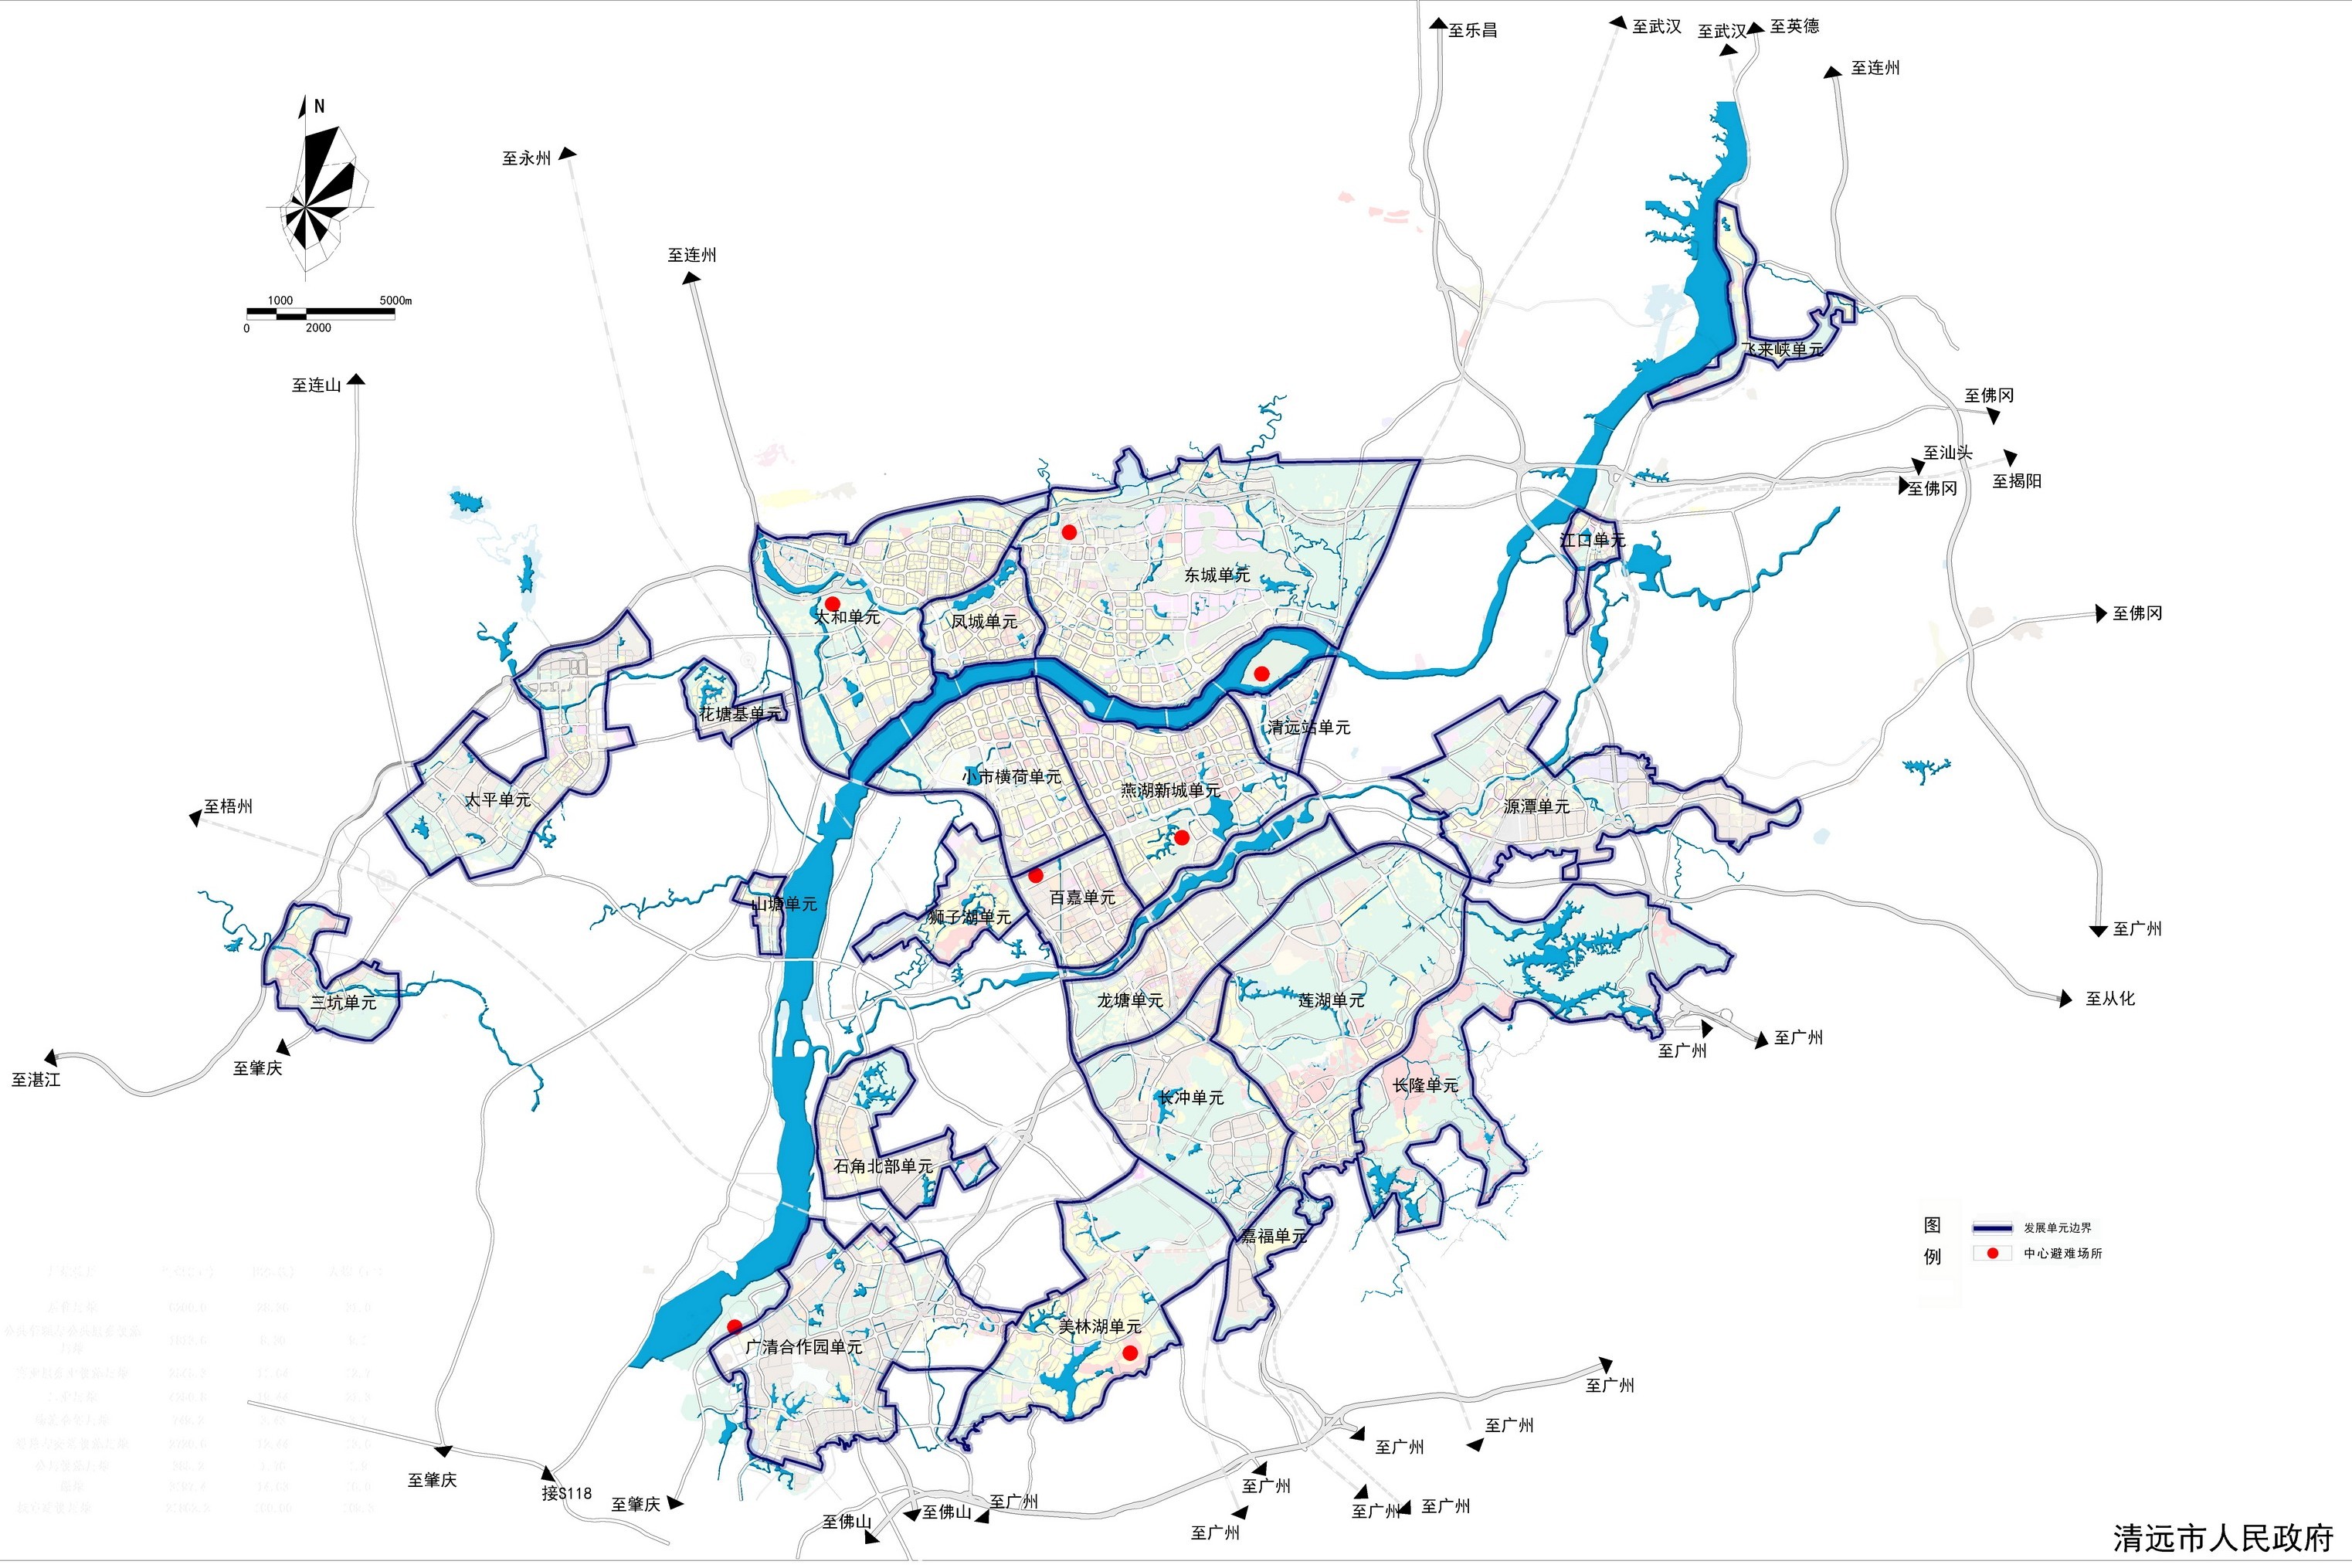 至乐昌
至武汉
至武汉
至英德
至连州
N
至永州
至连州
1000
5000m
0
2000
飞来峡单元
至连山
至佛冈
至汕头
至揭阳
至佛冈
江口单元
东城单元
太和单元
凤城单元
至佛冈
花塘基单元
清远站单元
小市横荷单元
燕湖新城单元
太平单元
至梧州
源潭单元
百嘉单元
山塘单元
狮子湖单元
至广州
三坑单元
龙塘单元
莲湖单元
至从化
至广州
至广州
至肇庆
至湛江
长隆单元
长冲单元
石角北部单元
嘉福单元
图
例
发展单元边界
中心避难场所
美林湖单元
广清合作园单元
至广州
至广州
至广州
至肇庆
接S118
至肇庆
至广州
至广州
至广州
至广州
至佛山
至佛山
至广州
清远市人民政府